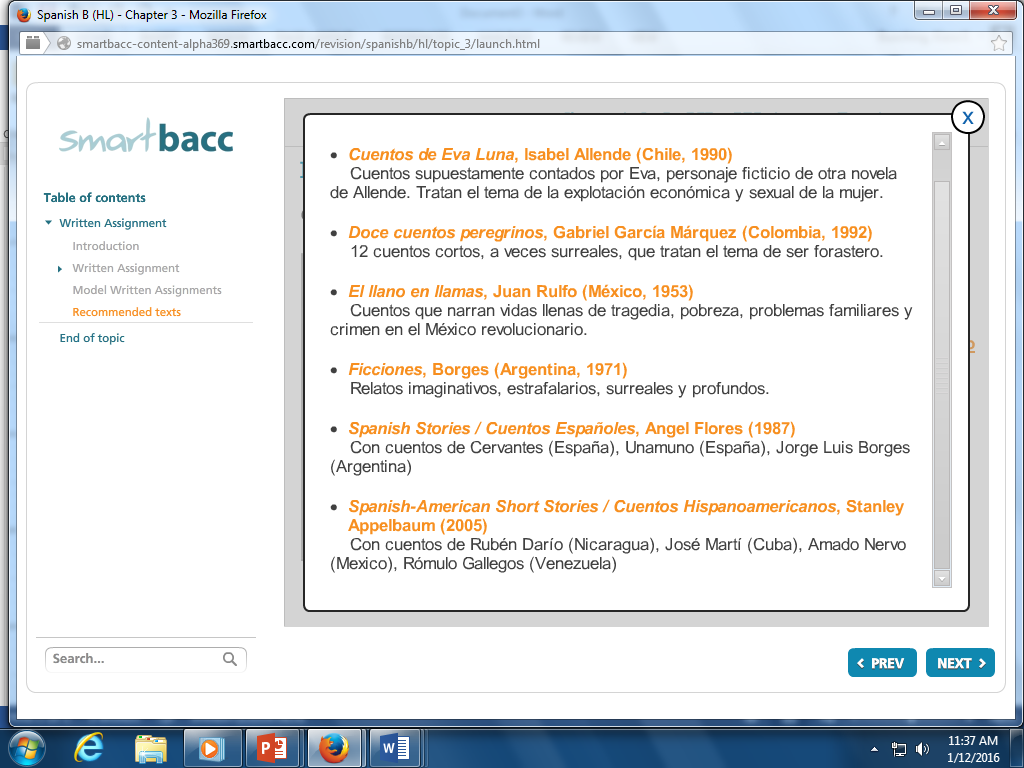 Spanish B (HL) - Chapter 3 - Mozilla Firefox
smartbacc-content-alpha369.smartbacc.com/revision/spanishb/hl/topic_3/launch.html
smartbacc
Table of contents
Written Assignment
Introduction
Written Assignment
Model Written Assignments
Recommended texts
End of topic
Search...
X
• Cuentos de Eva Luna, Isabel Allende (Chile, 1990)
Cuentos supuestamente contados por Eva, personaje ficticio de otra novela
de Allende. Tratan el tema de la explotación económica y sexual de la mujer.
• Doce cuentos peregrinos, Gabriel García Márquez (Colombia, 1992)
12 cuentos cortos, a veces surreales, que tratan el tema de ser forastero.
• El llano en llamas, Juan Rulfo (México, 1953)
Cuentos que narran vidas llenas de tragedia, pobreza, problemas familiares y
crimen en el México revolucionario.
• Ficciones, Borges (Argentina, 1971)
Relatos imaginativos, estrafalarios, surreales y profundos.
• Spanish Stories / Cuentos Españoles, Angel Flores (1987)
Con cuentos de Cervantes (España), Unamuno (España), Jorge Luis Borges
(Argentina)
• Spanish-American Short Stories / Cuentos Hispanoamericanos, Stanley
Appelbaum (2005)
Con cuentos de Rubén Darío (Nicaragua), José Martí (Cuba), Amado Nervo
(Mexico), Rómulo Gallegos (Venezuela)
< PREV
NEXT >
11:37 AM
1/12/2016